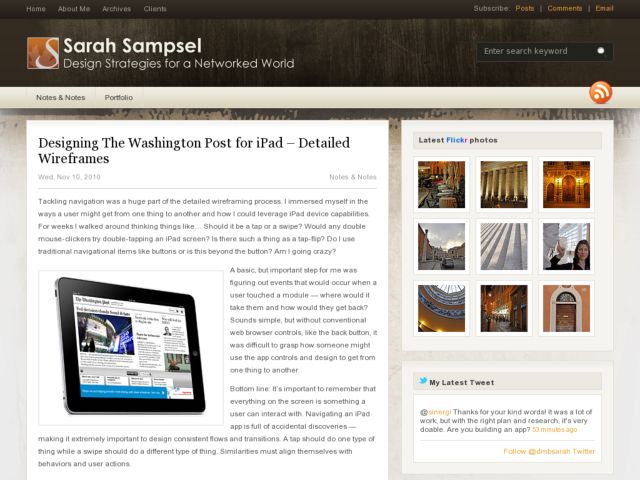 Home About Me Archives Clients
Subscribe: Posts | Comments | Email
Sarah Sampsel
Design Strategies for a Networked World
Enter search keyword
Notes & Notes Portfolio
Designing The Washington Post for iPad – Detailed
Wireframes
Wed, Nov 10, 2010 Notes & Notes
Tackling navigation was a huge part of the detailed wireframing process. I immersed myself in the
ways a user might get from one thing to another and how I could leverage iPad device capabilities.
For weeks I walked around thinking things like… Should it be a tap or a swipe? Would any double
mouse-clickers try double-tapping an iPad screen? Is there such a thing as a tap-flip? Do I use
traditional navigational items like buttons or is this beyond the button? Am I going crazy?
A basic, but important step for me was
figuring out events that would occur when a
user touched a module — where would it
take them and how would they get back?
Sounds simple, but without conventional
web browser controls, like the back button, it
was difficult to grasp how someone might
use the app controls and design to get from
one thing to another.
Bottom line: It's important to remember that
everything on the screen is something a
user can interact with. Navigating an iPad
app is full of accidental discoveries —
making it extremely important to design consistent flows and transitions. A tap should do one type of
thing while a swipe should do a different type of thing. Similarities must align themselves with
behaviors and user actions.
The Washington Post
Latest Flickr photos
My Latest Tweet
@sinergi Thanks for your kind words! It was a lot of
work, but with the right plan and research, it's very
doable. Are you building an app? 53 minutes ago
Follow @dmbsarah Twitter